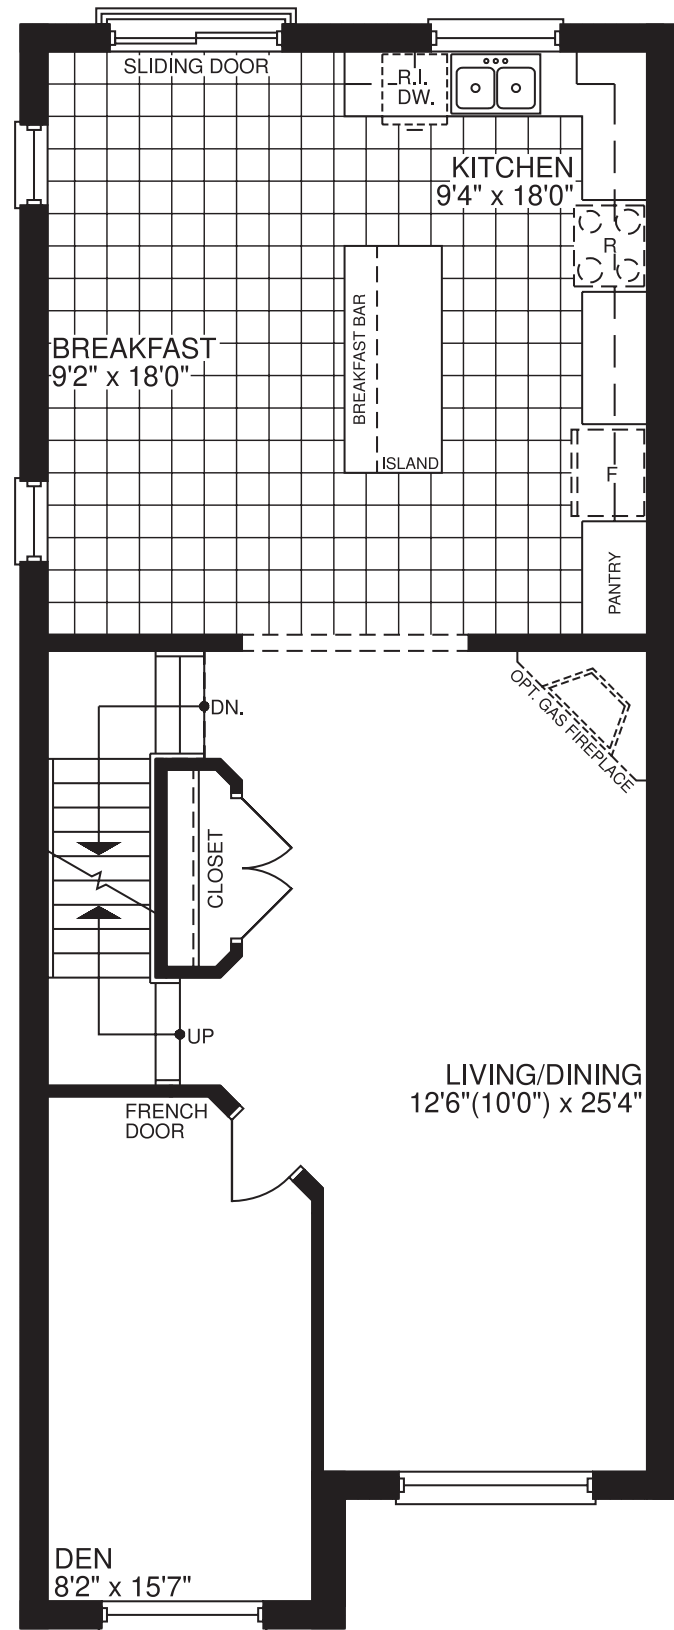 SLIDING DOOR
R.I.
DW.
KITCHEN
9'4" x 18'0"
R
BREAKFAST BAR
BREAKFAST
9'2" x 18'0"
ISLAND
F
PANTRY
DN.
OPT. GAS FIREPLACE
CLOSET
UP
LIVING/DINING
12'6"(10'0") x 25'4"
FRENCH
DOOR
DEN
8'2" x 15'7"